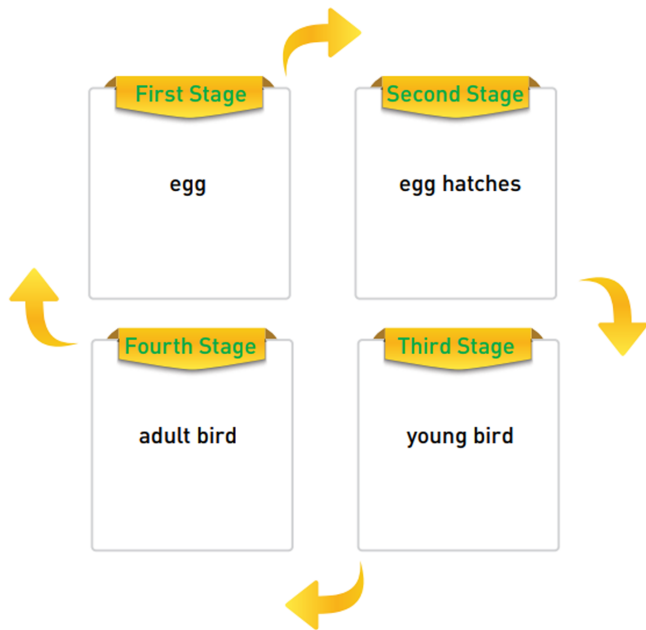 First Stage
egg
Second Stage
egg hatches
Third Stage
young bird
Fourth Stage
adult bird